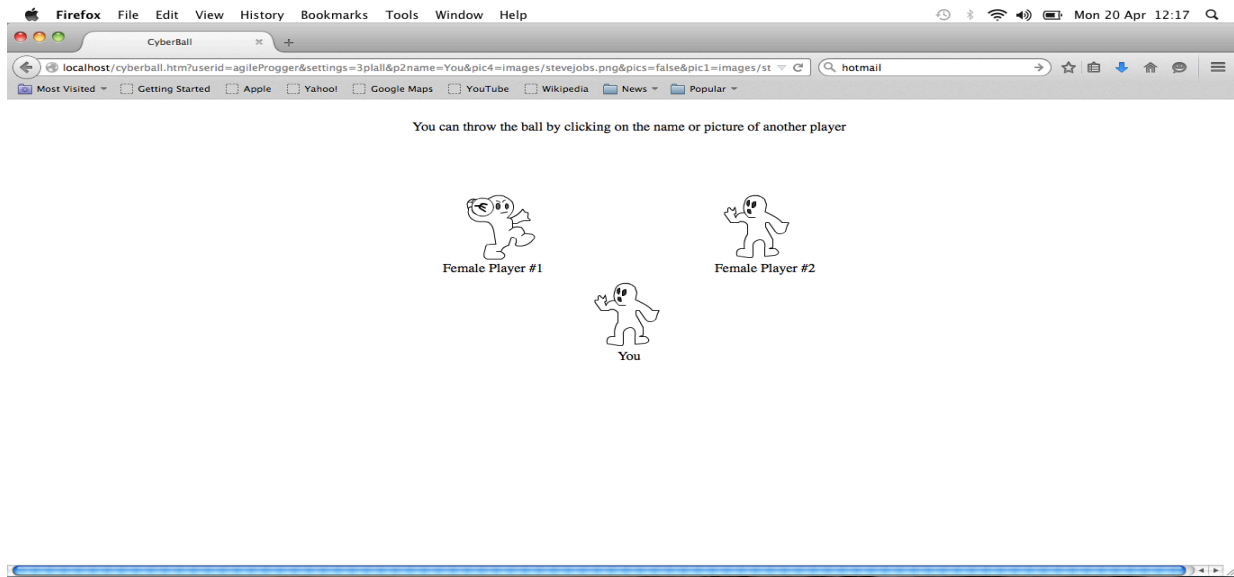 Firefox File Edit View History Bookmarks Tools Window Help Mon 20 Apr 12:17
CyberBall
localhost/cyberball.htm?userid=agileProgger&settings=3plall&p2name=You&pic4=images/stevejobs.png&pics=false&pic1=images/st hotmail
Most Visited Getting Started Apple Yahoo! Google Maps YouTube Wikipedia News Popular
You can throw the ball by clicking on the name or picture of another player
Female Player #1 Female Player #2
You